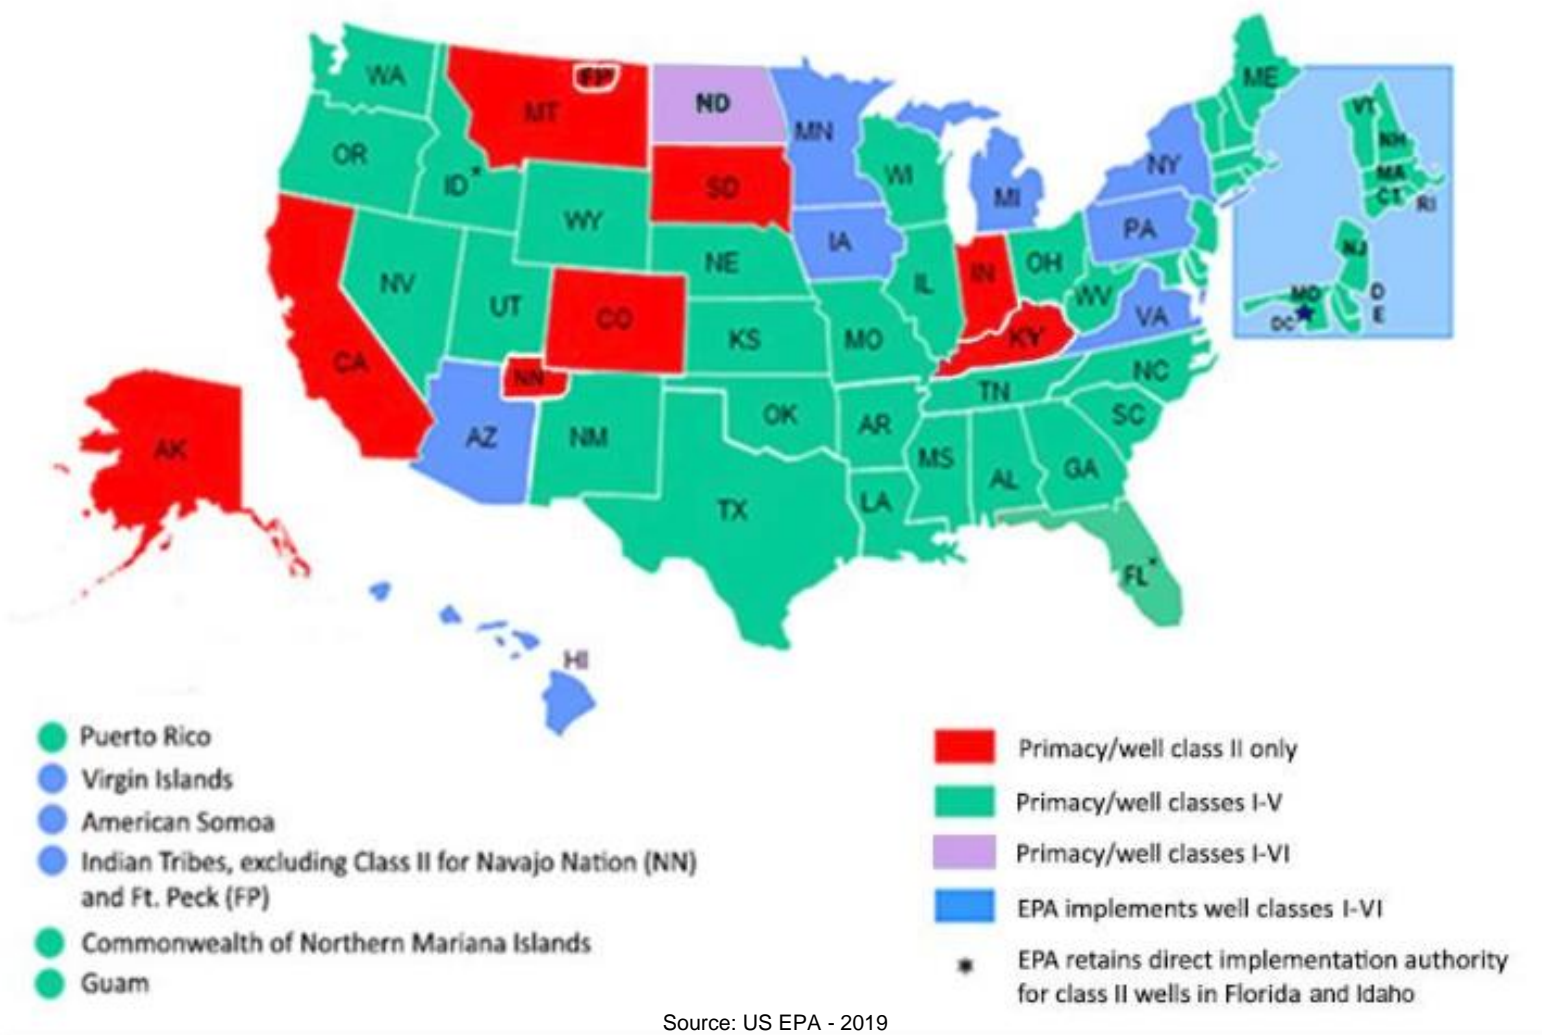 WA
MT
FP
ND
MN
ME
VT
NH
MA
CT
RI
OR
ID*
SD
WI
MI
NY
WY
IA
PA
NJ
NE
IL
IN
OH
NV
UT
CO
WV
VA
MD
D
E
DC
KS
MO
KY
CA
NN
NC
TN
AK
AZ
NM
OK
AR
SC
MS
AL
GA
TX
LA
FL*
HI
Puerto Rico
Virgin Islands
American Somoa
Indian Tribes, excluding Class II for Navajo Nation (NN)
and Ft. Peck (FP)
Commonwealth of Northern Mariana Islands
Guam
Primacy/well class II only
Primacy/well classes I-V
Primacy/well classes I-VI
EPA implements well classes I-VI
* EPA retains direct implementation authority
for class II wells in Florida and Idaho
Source: US EPA - 2019